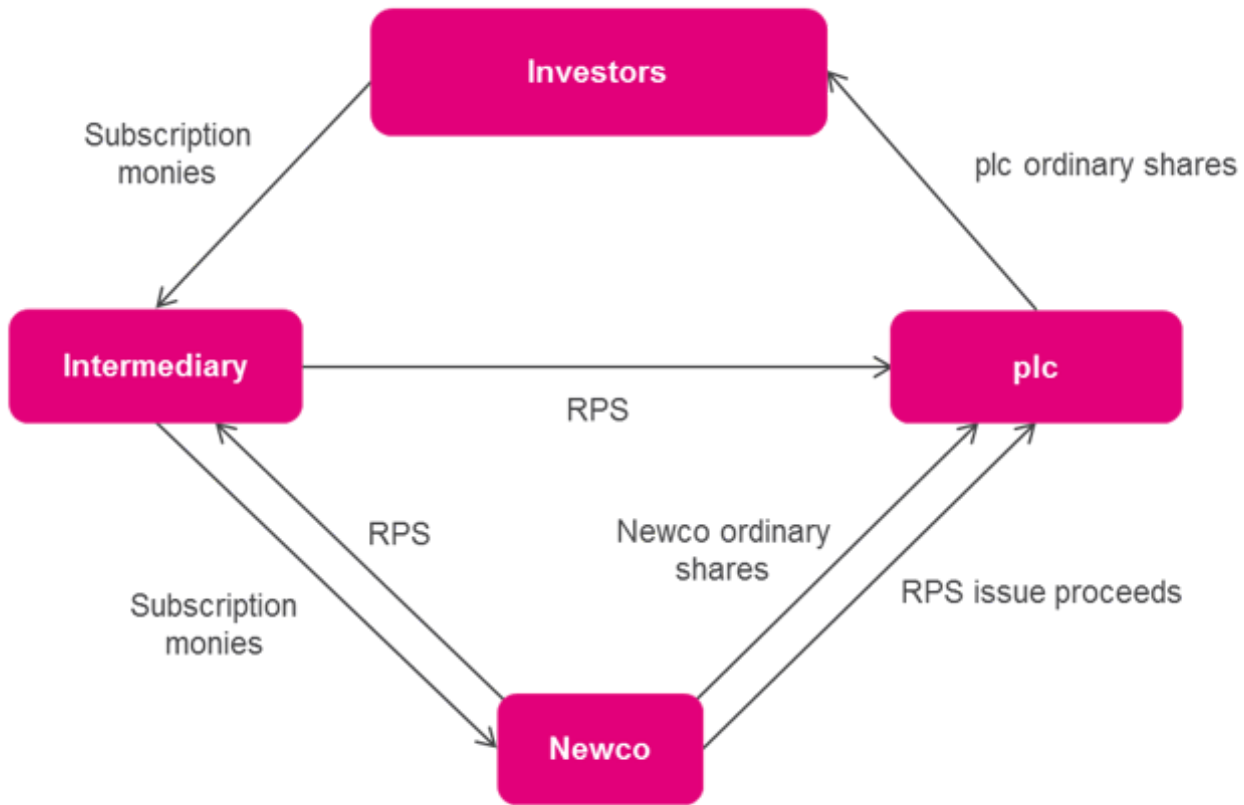 Investors
Subscription
monies
plc ordinary shares
Intermediary
plc
RPS
RPS
Newco ordinary
shares
RPS issue proceeds
Subscription
monies
Newco